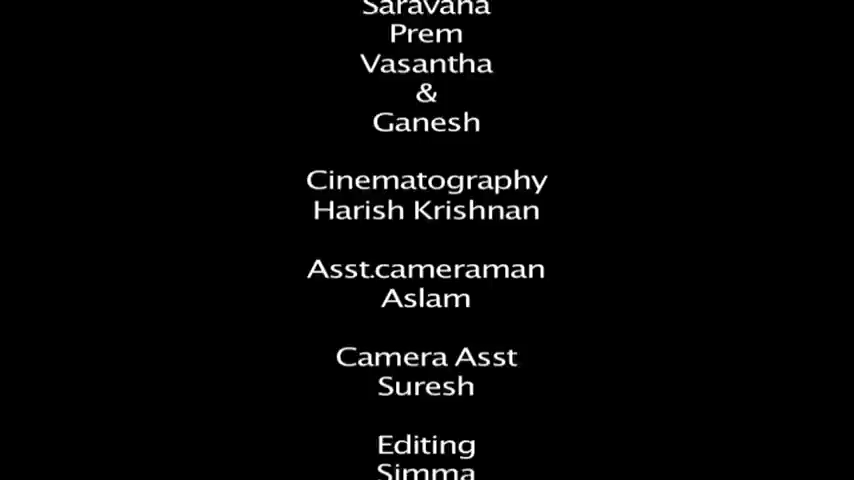 Saravana
Prem
Vasantha
&
Ganesh
Cinematography
Harish Krishnan
Asst.cameraman
Aslam
Camera Asst
Suresh
Editing
Simma